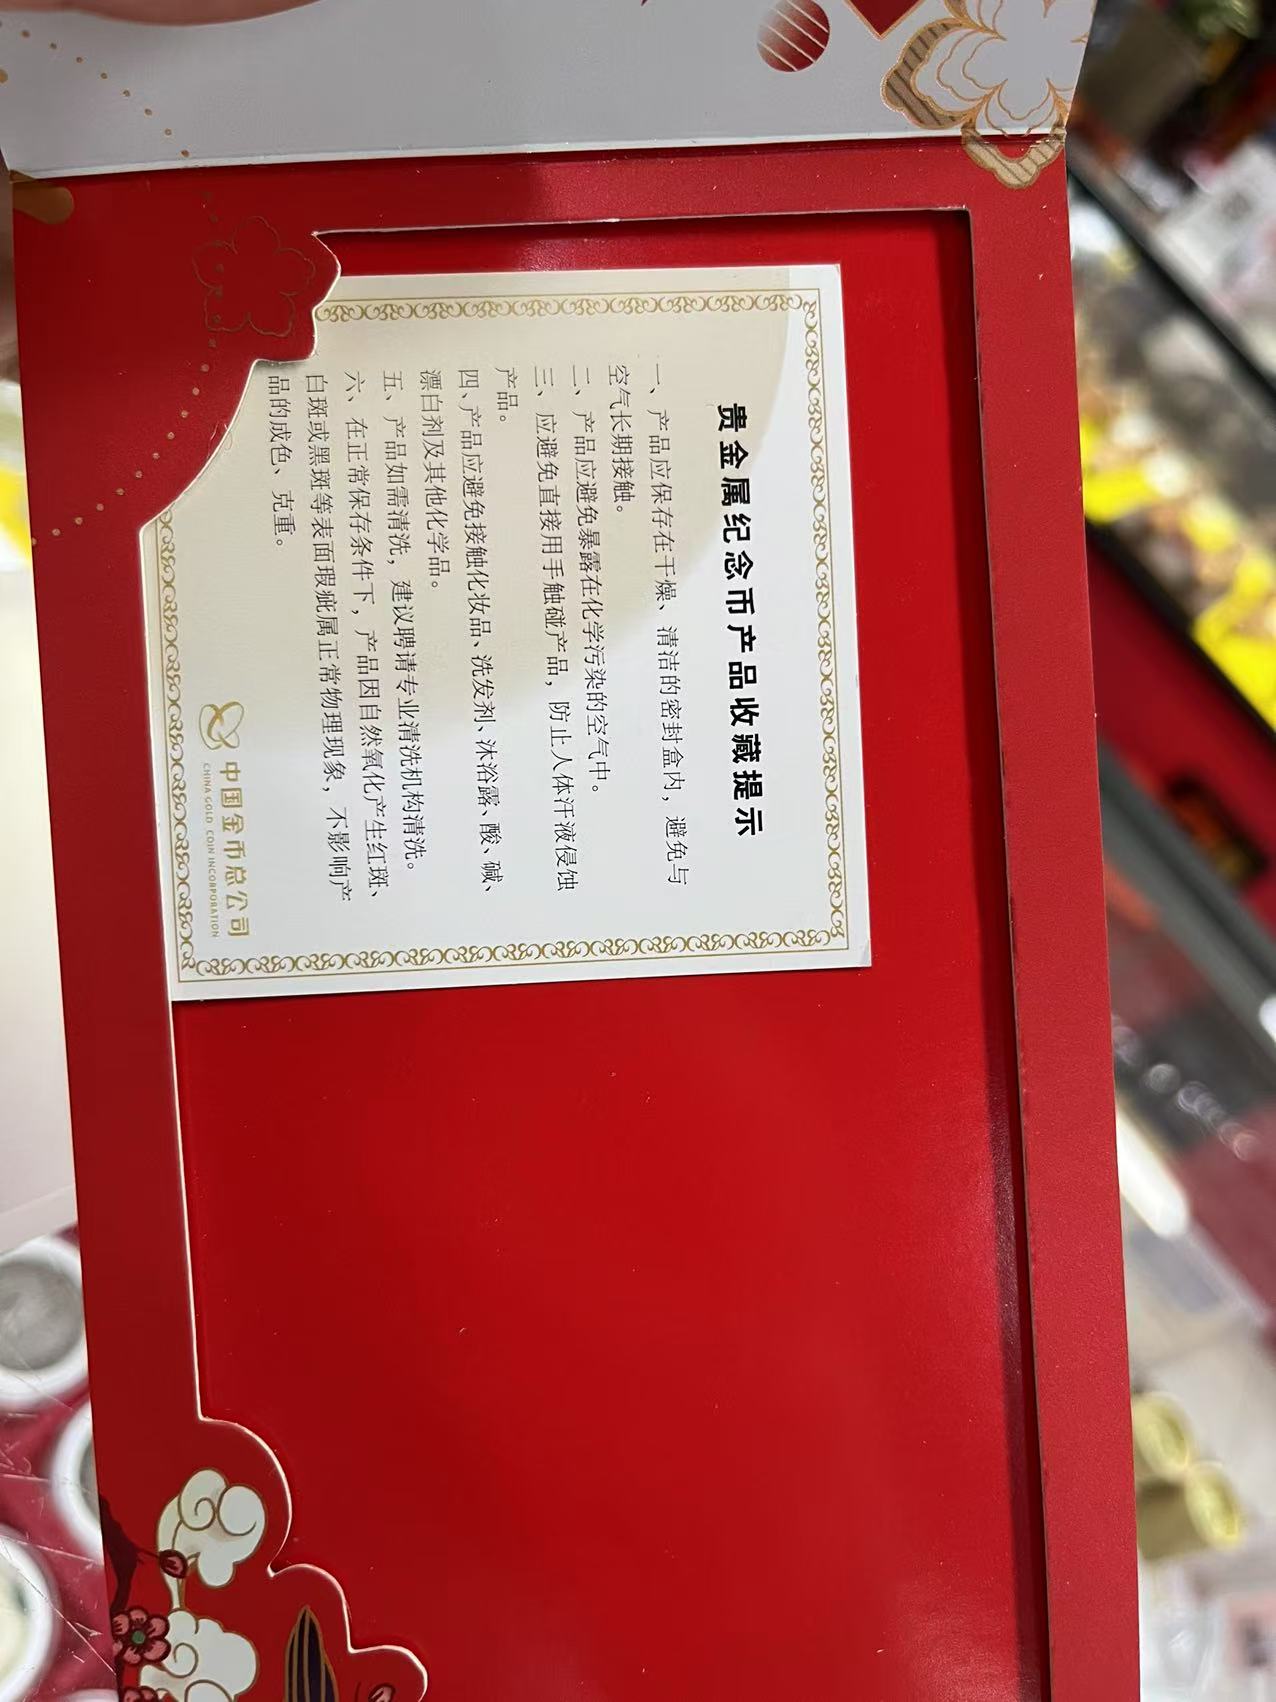 贵金属纪念币产品收藏提示
一、产品应保存在干燥、清洁的密封盒内，避免与
空气长期接触。
二、产品应避免暴露在化学污染的空气中。
三、应避免直接用手触碰产品，防止人体汗液侵蚀
产品。
四、产品应避免接触化妆品、洗发剂、沐浴露、酸、碱、
漂白剂及其他化学品。
五、产品如需清洗，建议聘请专业清洗机构清洗。
六、在正常保存条件下，产品因自然氧化产生红斑、
白斑或黑斑等表面瑕疵属正常物理现象，不影响产
品的成色、克重。
中国金币总公司
CHINA GOLD COIN INCORPORATION